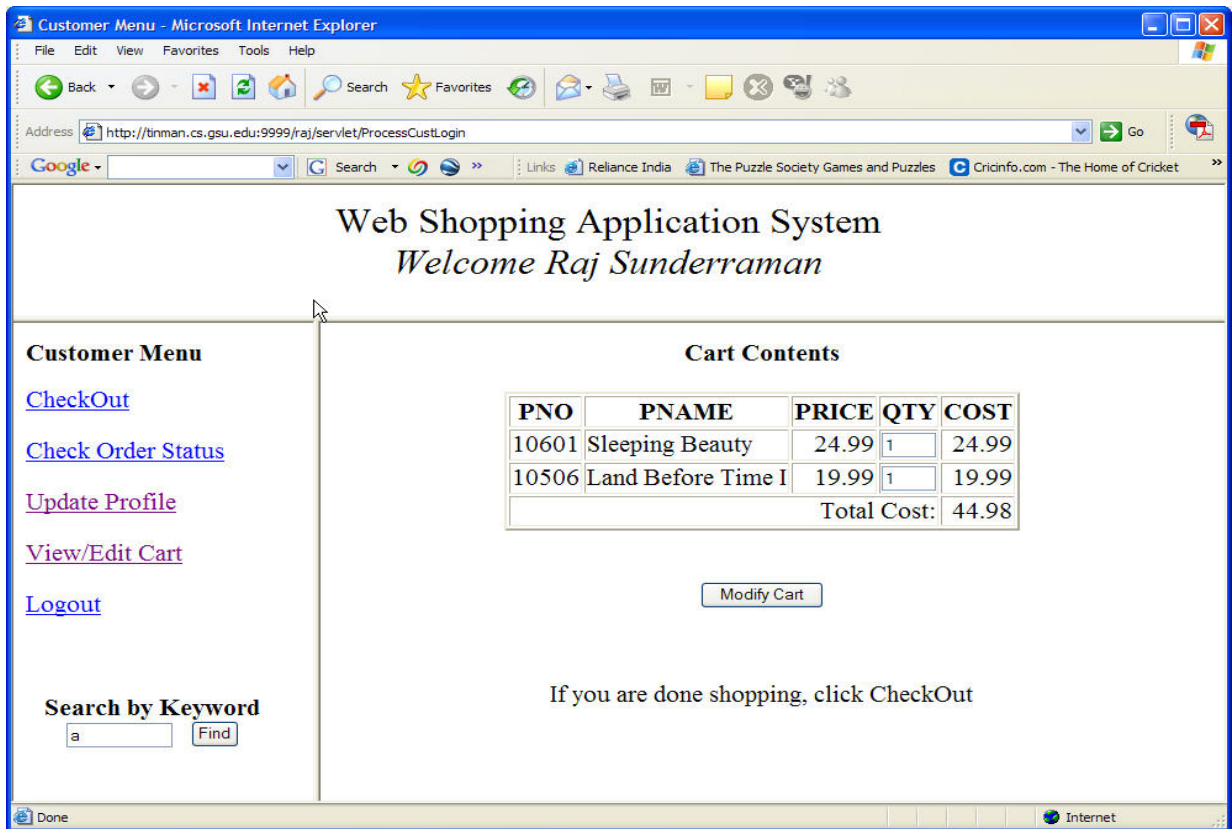 Customer Menu - Microsoft Internet Explorer
File Edit View Favorites Tools Help
Back Search Favorites
Address http://tinman.cs.gsu.edu:9999/raj/servlet/ProcessCustLogin Go
Google Search » Links Reliance India The Puzzle Society Games and Puzzles Cricinfo.com - The Home of Cricket »
Web Shopping Application System
Welcome Raj Sunderraman
Customer Menu
CheckOut
Check Order Status
Update Profile
View/Edit Cart
Logout
Search by Keyword
a Find
Cart Contents
PNO PNAME PRICE QTY COST
10601 Sleeping Beauty 24.99 1 24.99
10506 Land Before Time I 19.99 1 19.99
Total Cost: 44.98
Modify Cart
If you are done shopping, click CheckOut
Done Internet